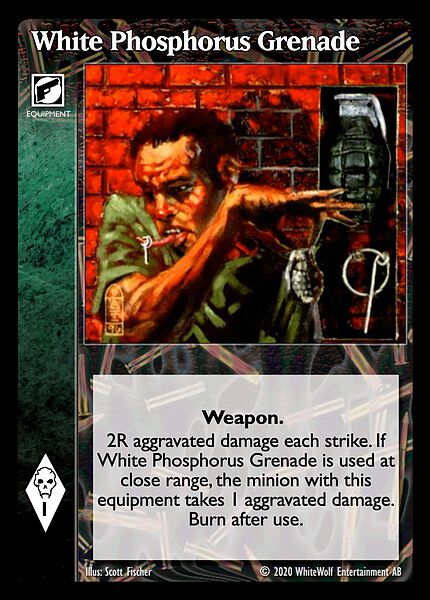 White Phosphorus Grenade
EQUIPMENT
Weapon.
2R aggravated damage each strike. If
White Phosphorus Grenade is used at
close range, the minion with this
equipment takes 1 aggravated damage.
Burn after use.
1
Illus: Scott Fischer
© 2020 WhiteWolf Entertainment AB